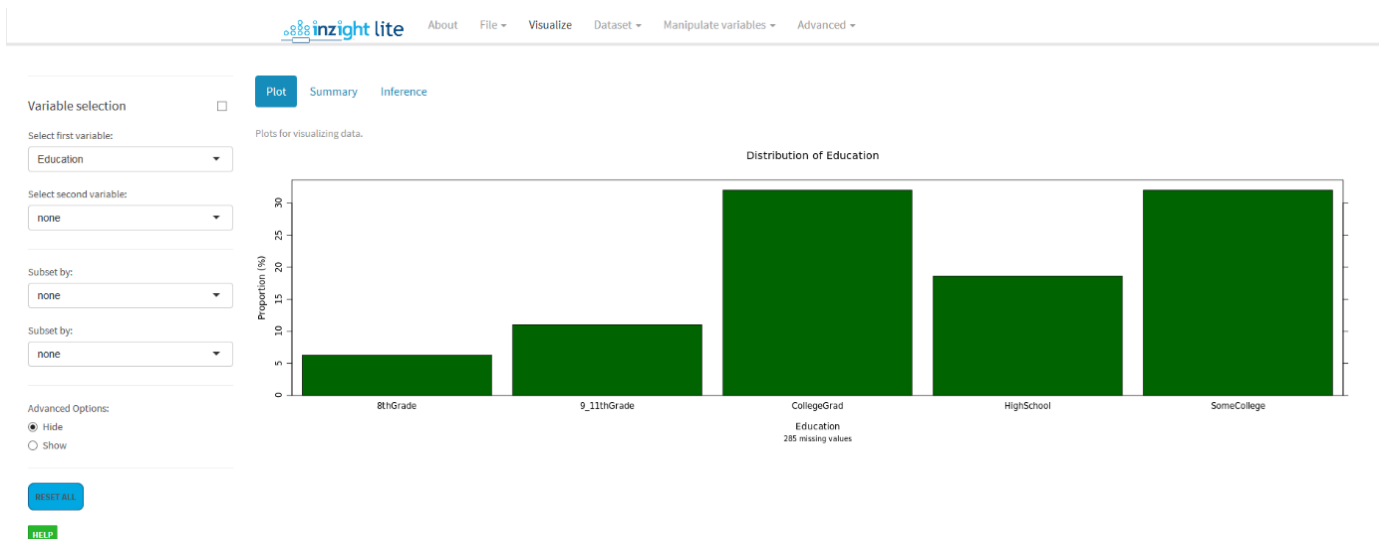 inzight lite About File Visualize Dataset Manipulate variables Advanced
Variable selection
Select first variable:
Education
Select second variable:
none
Subset by:
none
Subset by:
none
Advanced Options:
Hide
Show
RESET ALL
HELP
Plot Summary Inference
Plots for visualizing data.
Distribution of Education
Proportion (%)
30
25
20
15
10
5
0
8thGrade 9_11thGrade CollegeGrad HighSchool SomeCollege
Education
285 missing values